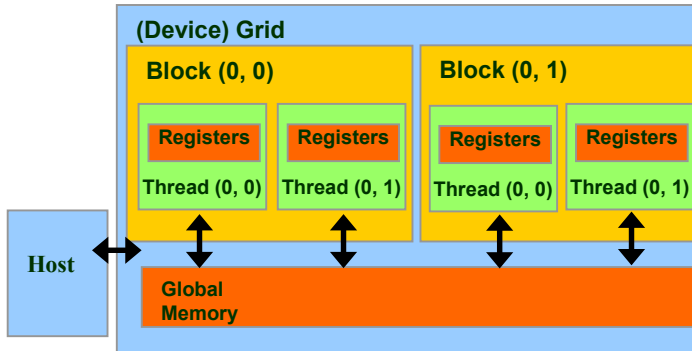 (Device) Grid
Block (0, 0)
Block (0, 1)
Registers
Registers
Registers
Registers
Thread (0, 0)
Thread (0, 1)
Thread (0, 0)
Thread (0, 1)
Host
Global
Memory